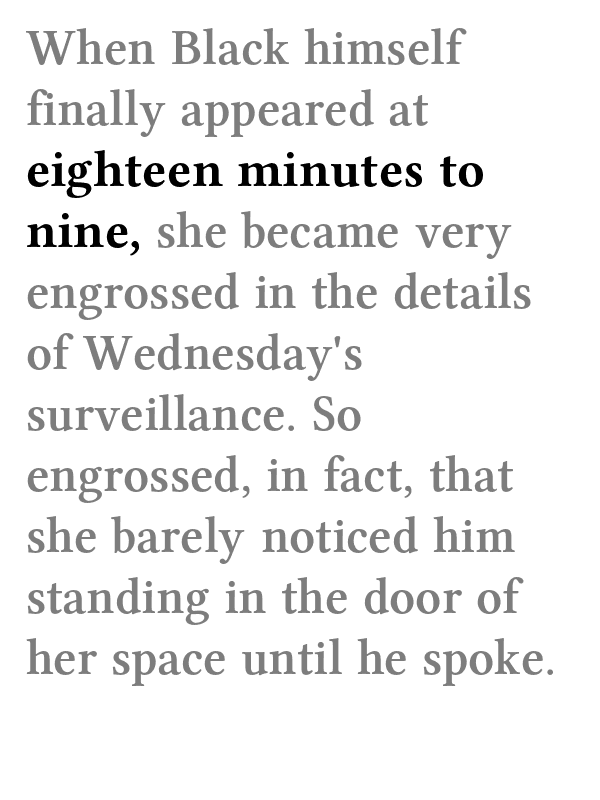 When Black himself
finally appeared at
eighteen minutes to
nine, she became very
engrossed in the details
of Wednesday's
surveillance. So
engrossed, in fact, that
she barely noticed him
standing in the door of
her space until he spoke.